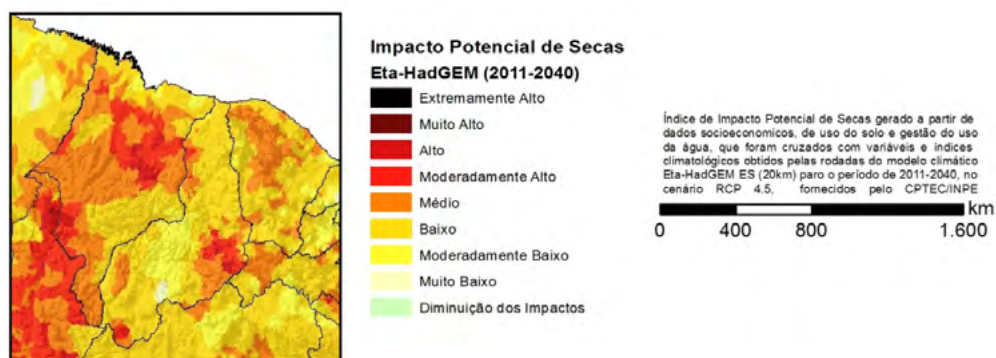 Impacto Potencial de Secas
Eta-HadGEM (2011-2040)
Extremamente Alto
Muito Alto
Alto
Moderadamente Alto
Médio
Baixo
Moderadamente Baixo
Muito Baixo
Diminuição dos Impactos
Índice de Impacto Potencial de Secas gerado a partir de
dados socioeconomicos, de uso do solo e gestão do uso
da água, que foram cruzados com variáveis e indices
climatológicos obtidos pelas rodadas do modelo climático
Eta-HadGEM ES (20km) paro o período de 2011-2040, no
cenário RCP 4.5, fornecidos pelo CPTEC/INPE
km
0 400 800 1.600